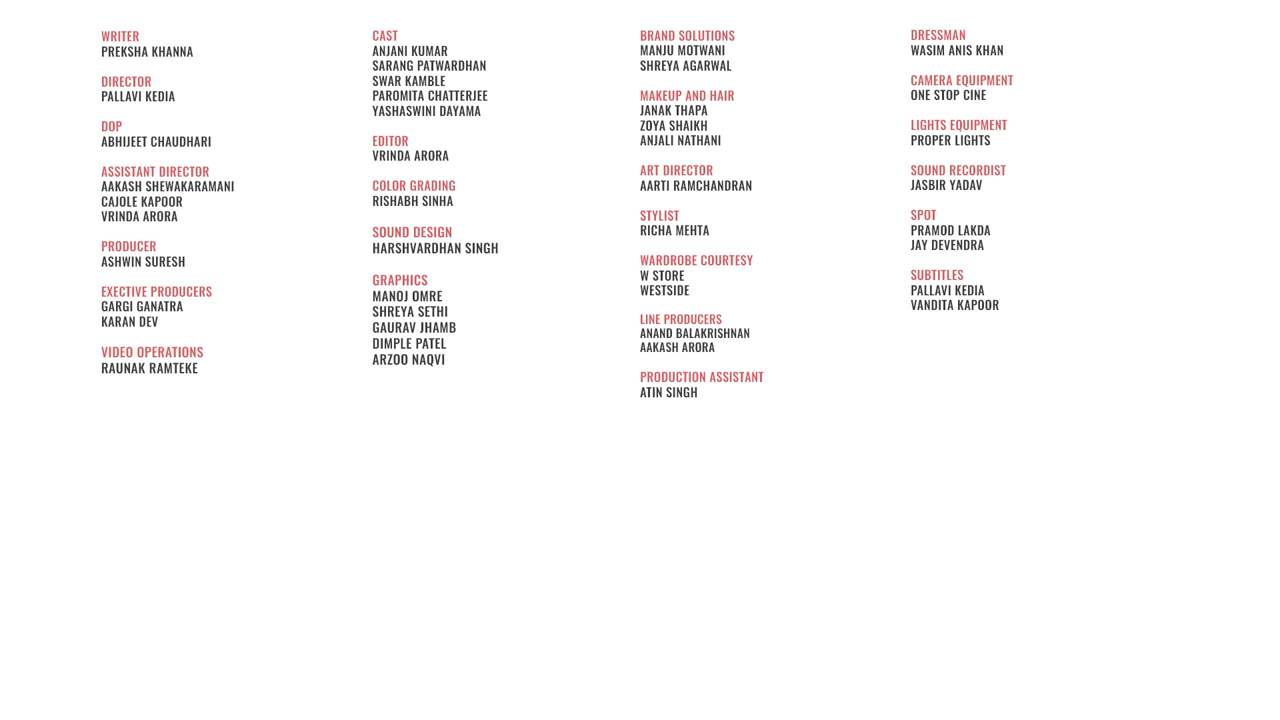 WRITER
PREKSHA KHANNA
DIRECTOR
PALLAVI KEDIA
DOP
ABHIJEET CHAUDHARI
ASSISTANT DIRECTOR
AAKASH SHEWAKARAMANI
CAJOLE KAPOOR
VRINDA ARORA
PRODUCER
ASHWIN SURESH
EXECTIVE PRODUCERS
GARGI GANATRA
KARAN DEV
VIDEO OPERATIONS
RAUNAK RAMTEKE
CAST
ANJANI KUMAR
SARANG PATWARDHAN
SWAR KAMBLE
PAROMITA CHATTERJEE
YASHASWINI DAYAMA
EDITOR
VRINDA ARORA
COLOR GRADING
RISHABH SINHA
SOUND DESIGN
HARSHVARDHAN SINGH
GRAPHICS
MANOJ OMRE
SHREYA SETHI
GAURAV JHAMB
DIMPLE PATEL
ARZOO NAQVI
BRAND SOLUTIONS
MANJU MOTWANI
SHREYA AGARWAL
MAKEUP AND HAIR
JANAK THAPA
ZOYA SHAIKH
ANJALI NATHANI
ART DIRECTOR
AARTI RAMCHANDRAN
STYLIST
RICHA MEHTA
WARDROBE COURTESY
W STORE
WESTSIDE
LINE PRODUCERS
ANAND BALAKRISHNAN
AAKASH ARORA
PRODUCTION ASSISTANT
ATIN SINGH
DRESSMAN
WASIM ANIS KHAN
CAMERA EQUIPMENT
ONE STOP CINE
LIGHTS EQUIPMENT
PROPER LIGHTS
SOUND RECORDIST
JASBIR YADAV
SPOT
PRAMOD LAKDA
JAY DEVENDRA
SUBTITLES
PALLAVI KEDIA
VANDITA KAPOOR